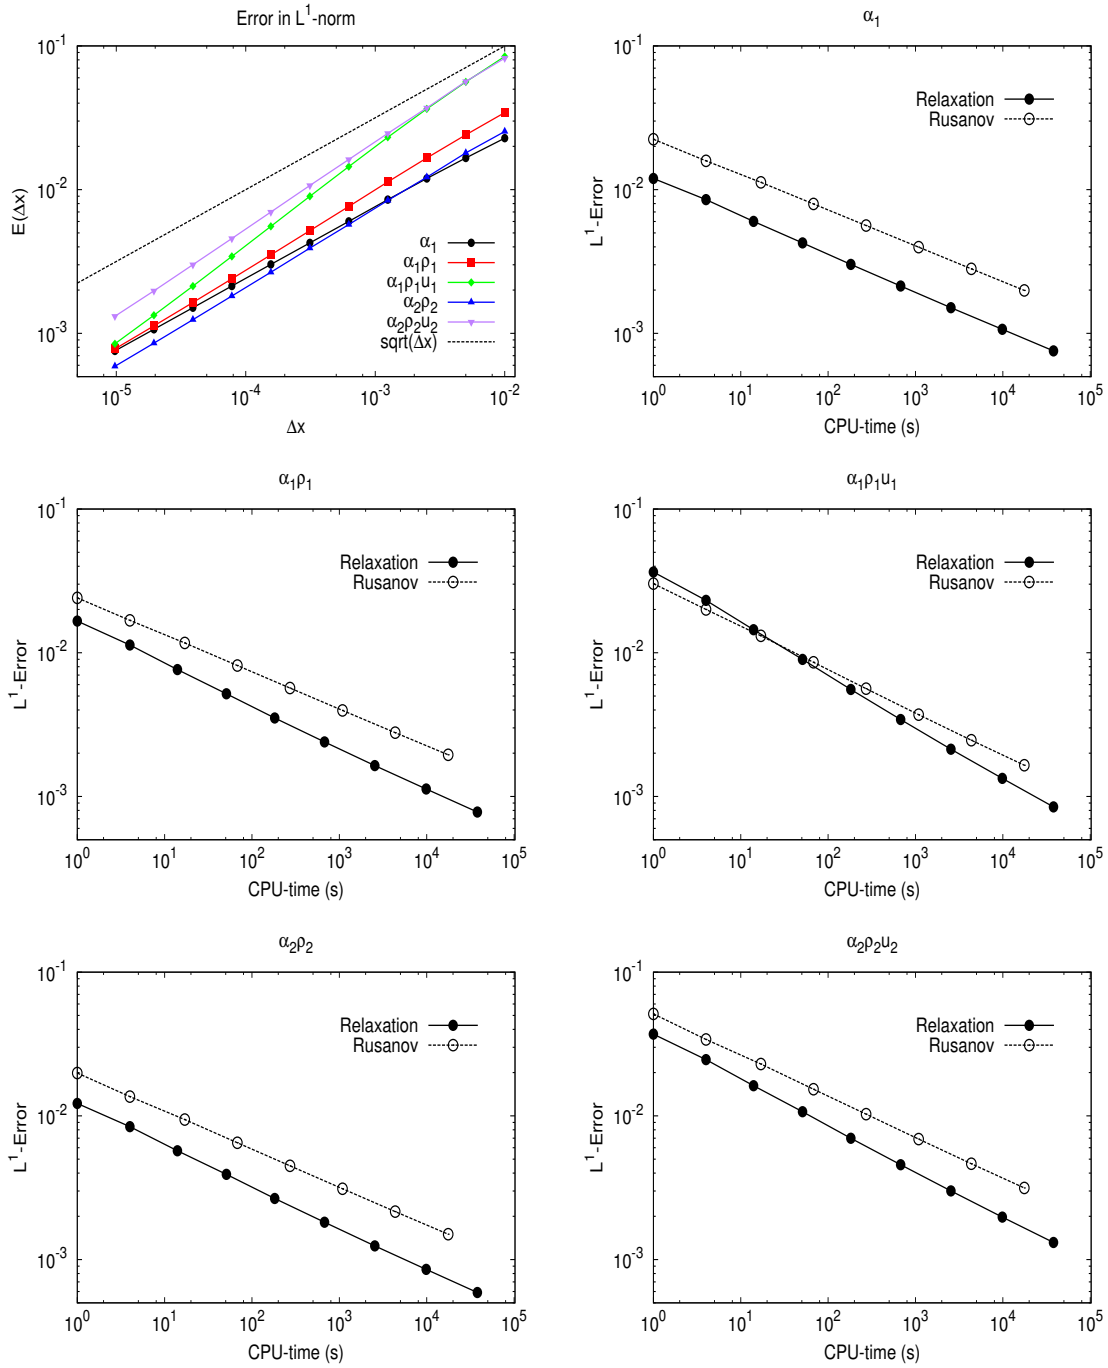 Error in L¹-norm
10⁻¹
10⁻²
10⁻³
E(Δx)
α₁
α₁ρ₁
α₁ρ₁u₁
α₂ρ₂
α₂ρ₂u₂
sqrt(Δx)
10⁻⁵ 10⁻⁴ 10⁻³ 10⁻²
Δx
α₁
10⁻¹
10⁻²
10⁻³
L¹-Error
Relaxation
Rusanov
10⁰ 10¹ 10² 10³ 10⁴ 10⁵
CPU-time (s)
α₁ρ₁
10⁻¹
10⁻²
10⁻³
L¹-Error
Relaxation
Rusanov
10⁰ 10¹ 10² 10³ 10⁴ 10⁵
CPU-time (s)
α₁ρ₁u₁
10⁻¹
10⁻²
10⁻³
L¹-Error
Relaxation
Rusanov
10⁰ 10¹ 10² 10³ 10⁴ 10⁵
CPU-time (s)
α₂ρ₂
10⁻¹
10⁻²
10⁻³
L¹-Error
Relaxation
Rusanov
10⁰ 10¹ 10² 10³ 10⁴ 10⁵
CPU-time (s)
α₂ρ₂u₂
10⁻¹
10⁻²
10⁻³
L¹-Error
Relaxation
Rusanov
10⁰ 10¹ 10² 10³ 10⁴ 10⁵
CPU-time (s)